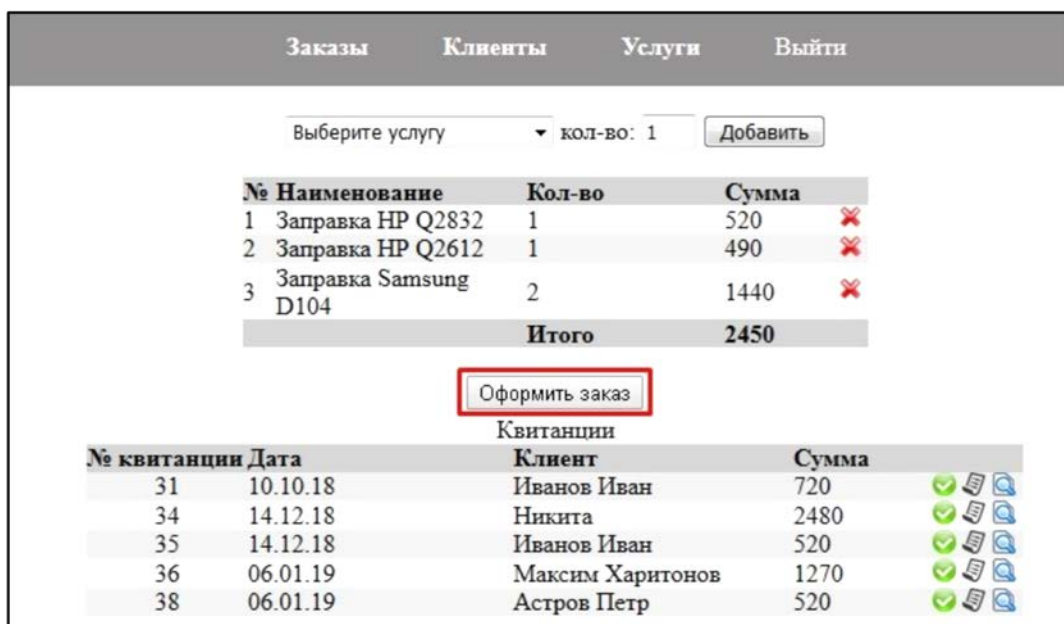 Заказы Клиенты Услуги Выйти
Выберите услугу кол-во: 1 Добавить
№ Наименование Кол-во Сумма
1 Заправка HP Q2832 1 520
2 Заправка HP Q2612 1 490
3 Заправка Samsung D104 2 1440
Итого 2450
Оформить заказ
Квитанции
№ квитанции Дата Клиент Сумма
31 10.10.18 Иванов Иван 720
34 14.12.18 Никита 2480
35 14.12.18 Иванов Иван 520
36 06.01.19 Максим Харитонов 1270
38 06.01.19 Астров Петр 520